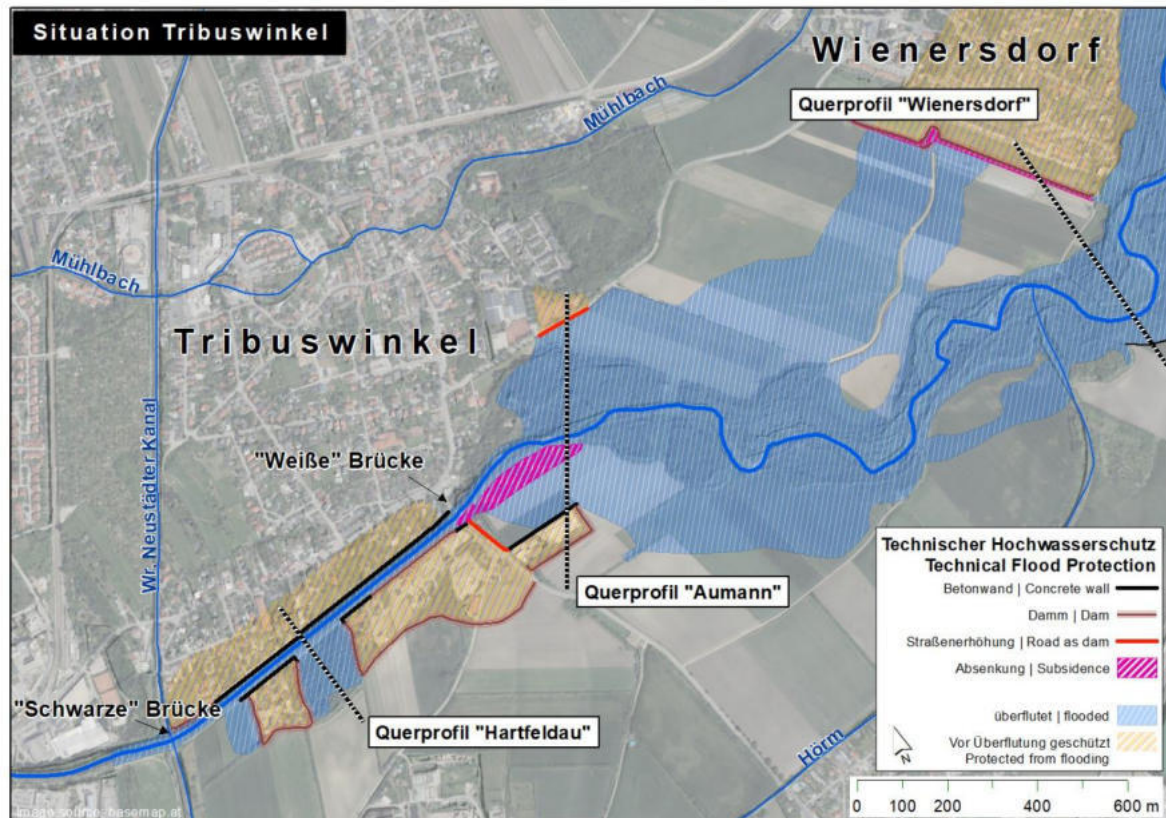 Situation Tribuswinkel
Wienersdorf
Querprofil "Wienersdorf"
Mühlbach
Mühlbach
Tribuswinkel
Wr. Neustädter Kanal
"Weiße" Brücke
Querprofil "Aumann"
"Schwarze" Brücke
Querprofil "Hartfeldau"
Hörm
Technischer Hochwasserschutz
Technical Flood Protection
Betonwand | Concrete wall
Damm | Dam
Straßenerhöhung | Road as dam
Absenkung | Subsidence
überflutet | flooded
Vor Überflutung geschützt
Protected from flooding
N
0 100 200 400 600 m
Image source: basemap.at